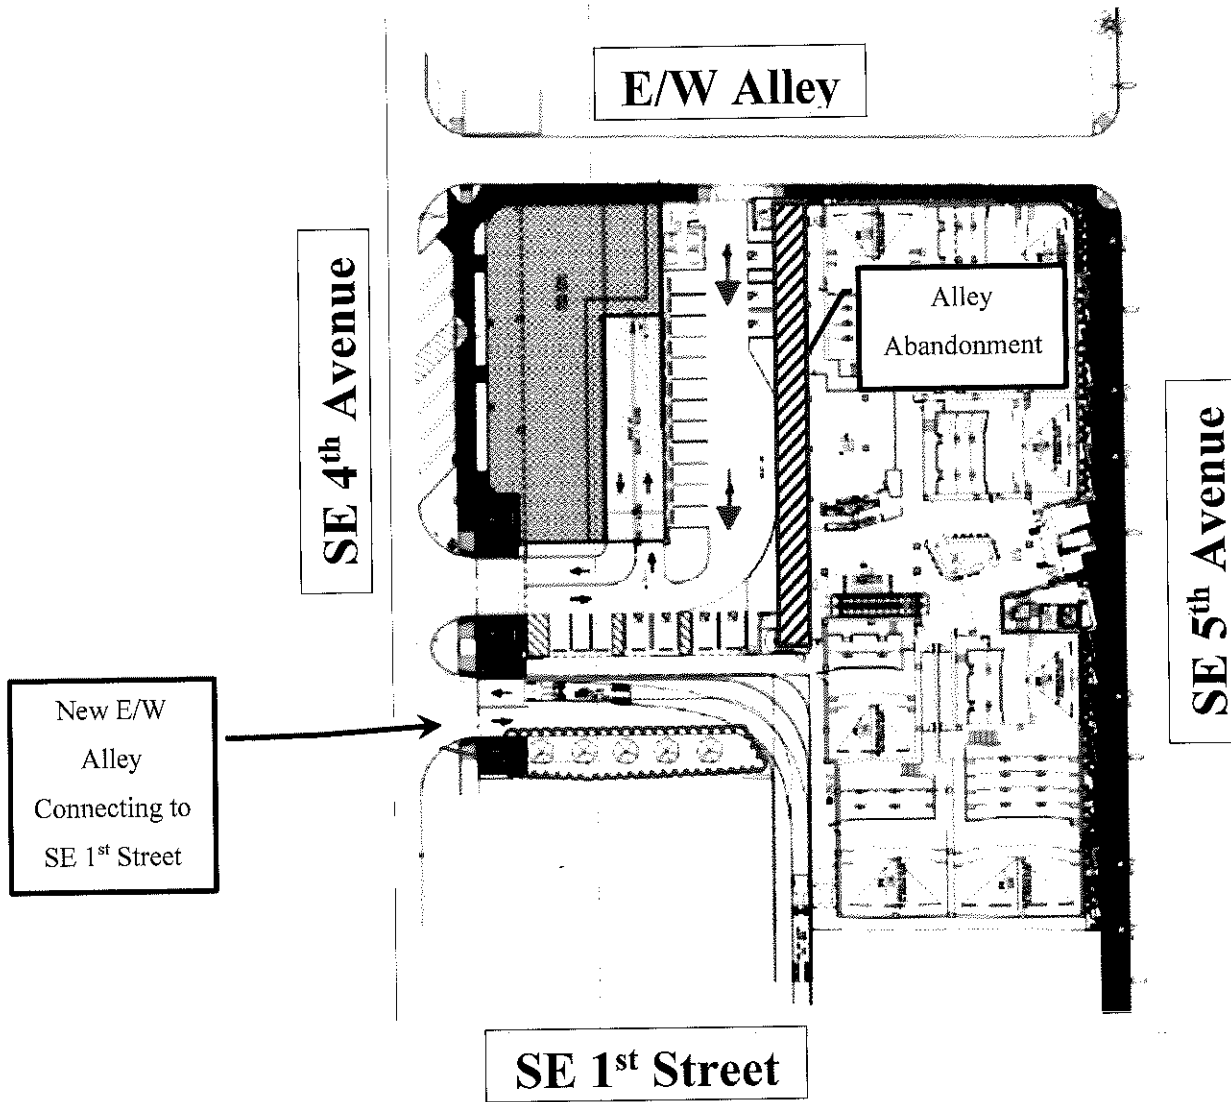 E/W Alley
SE 4th Avenue
Alley
Abandonment
SE 5th Avenue
New E/W
Alley
Connecting to
SE 1st Street
SE 1st Street